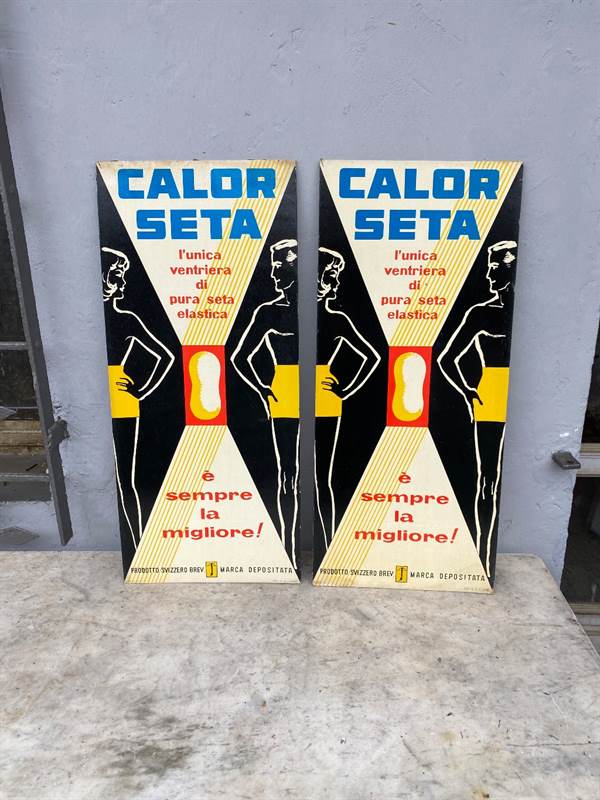 CALOR
SETA
l'unica
ventriera
di
pura seta
elastica
è
sempre
la
migliore!
PRODOTTO SVIZZERO BREV MARCA DEPOSITATA
CALOR
SETA
l'unica
ventriera
di
pura seta
elastica
è
sempre
la
migliore!
PRODOTTO SVIZZERO BREV MARCA DEPOSITATA